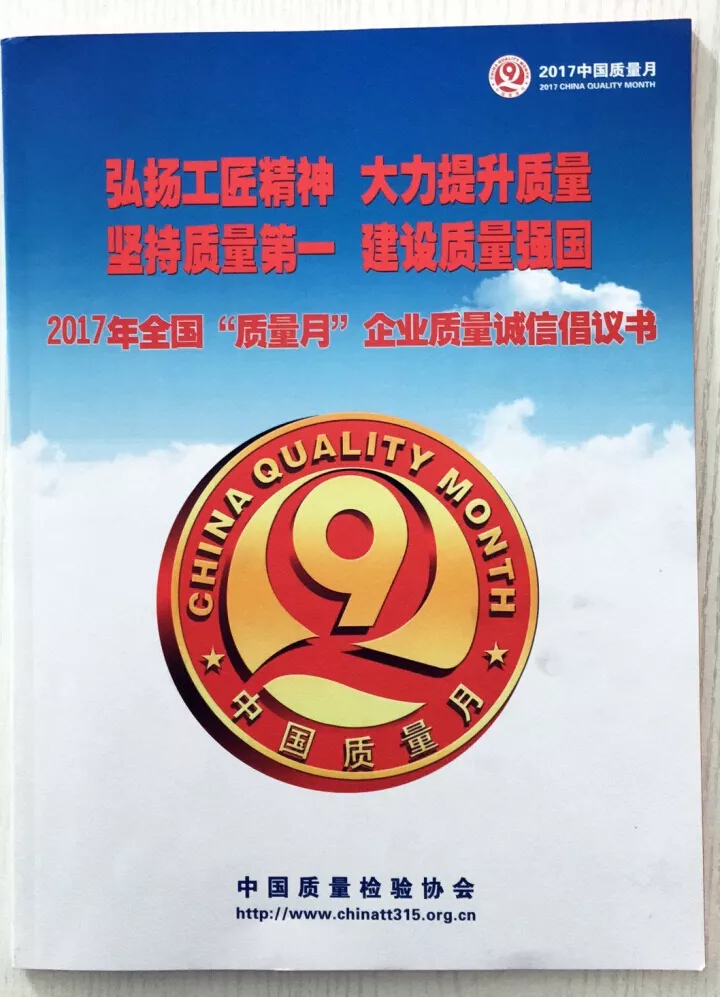 2017中国质量月
2017 CHINA QUALITY MONTH
弘扬工匠精神 大力提升质量
坚持质量第一 建设质量强国
2017年全国“质量月”企业质量诚信倡议书
CHINA QUALITY MONTH
9
中国质量月
中国质量检验协会
http://www.chinatt315.org.cn